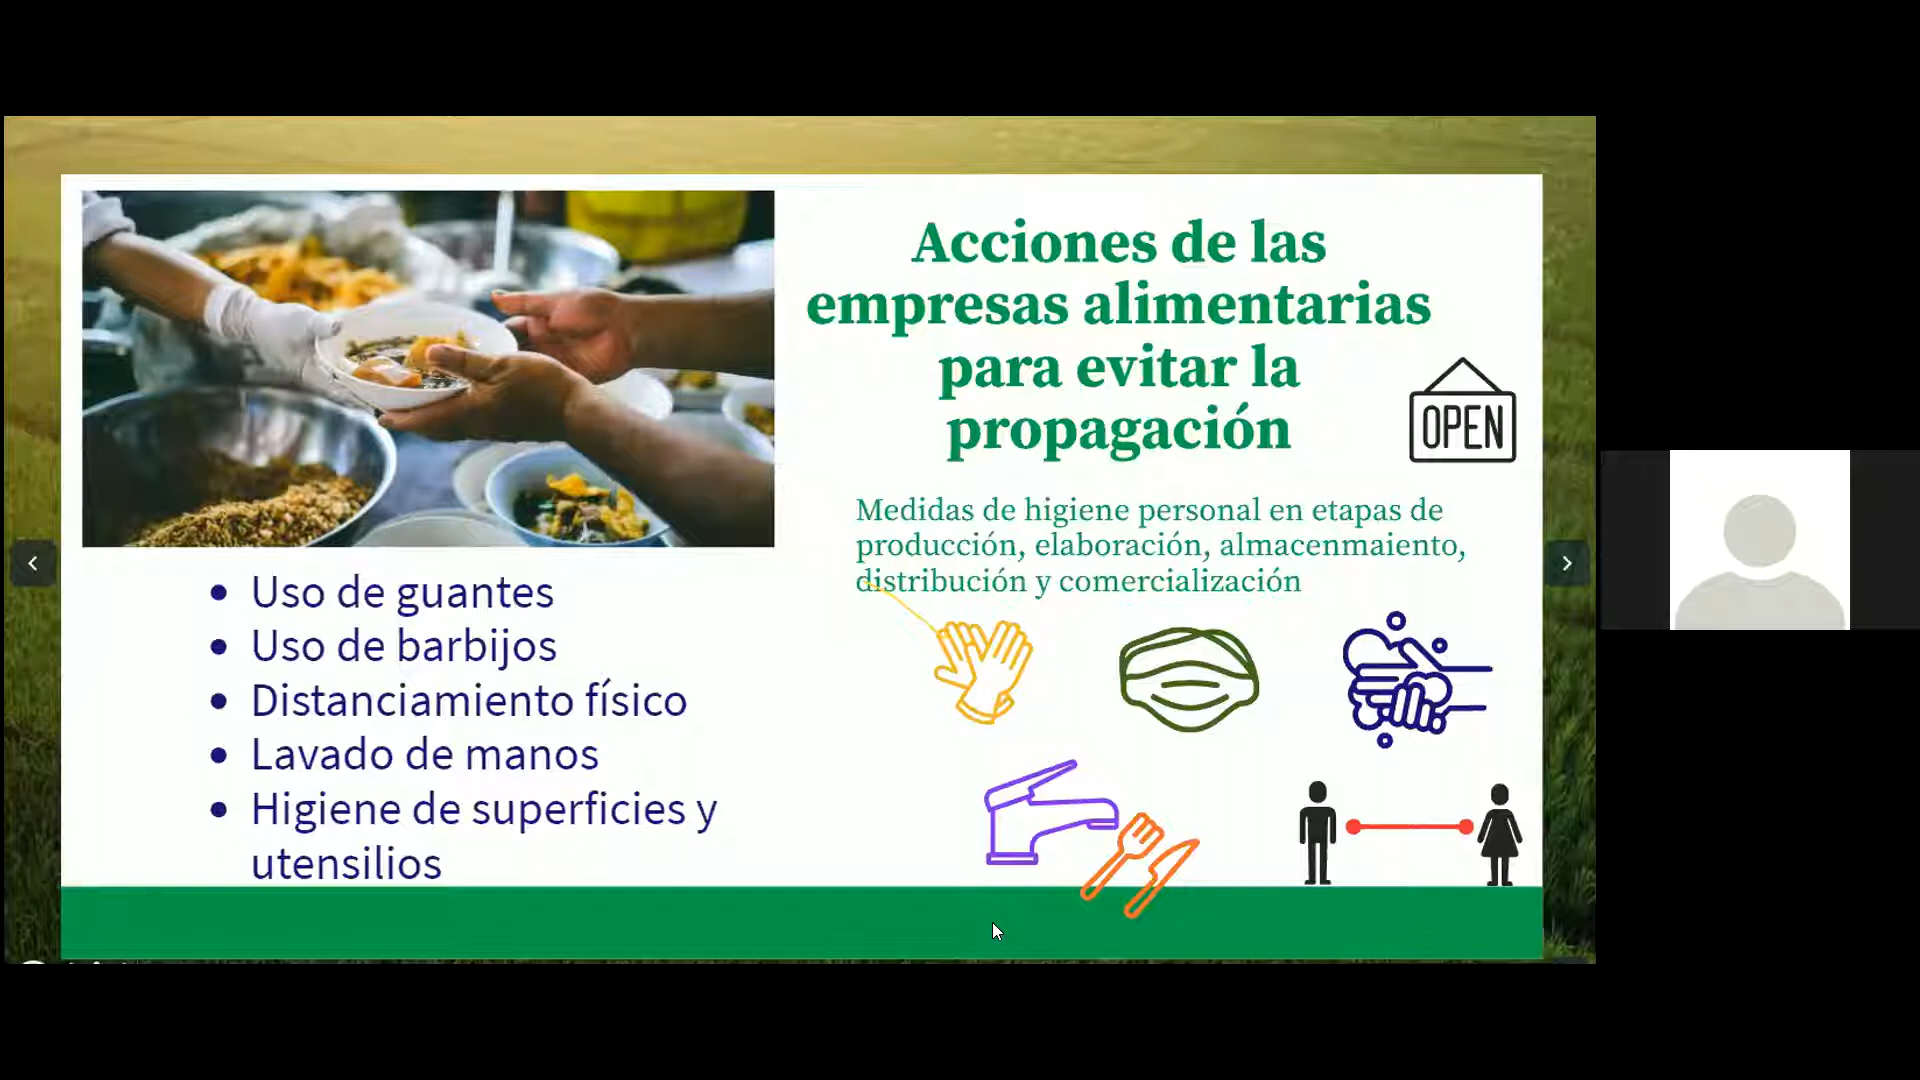 Acciones de las
empresas alimentarias
para evitar la
propagación
OPEN
Medidas de higiene personal en etapas de
producción, elaboración, almacenmaiento,
distribución y comercialización
• Uso de guantes
• Uso de barbijos
• Distanciamiento físico
• Lavado de manos
• Higiene de superficies y
utensilios